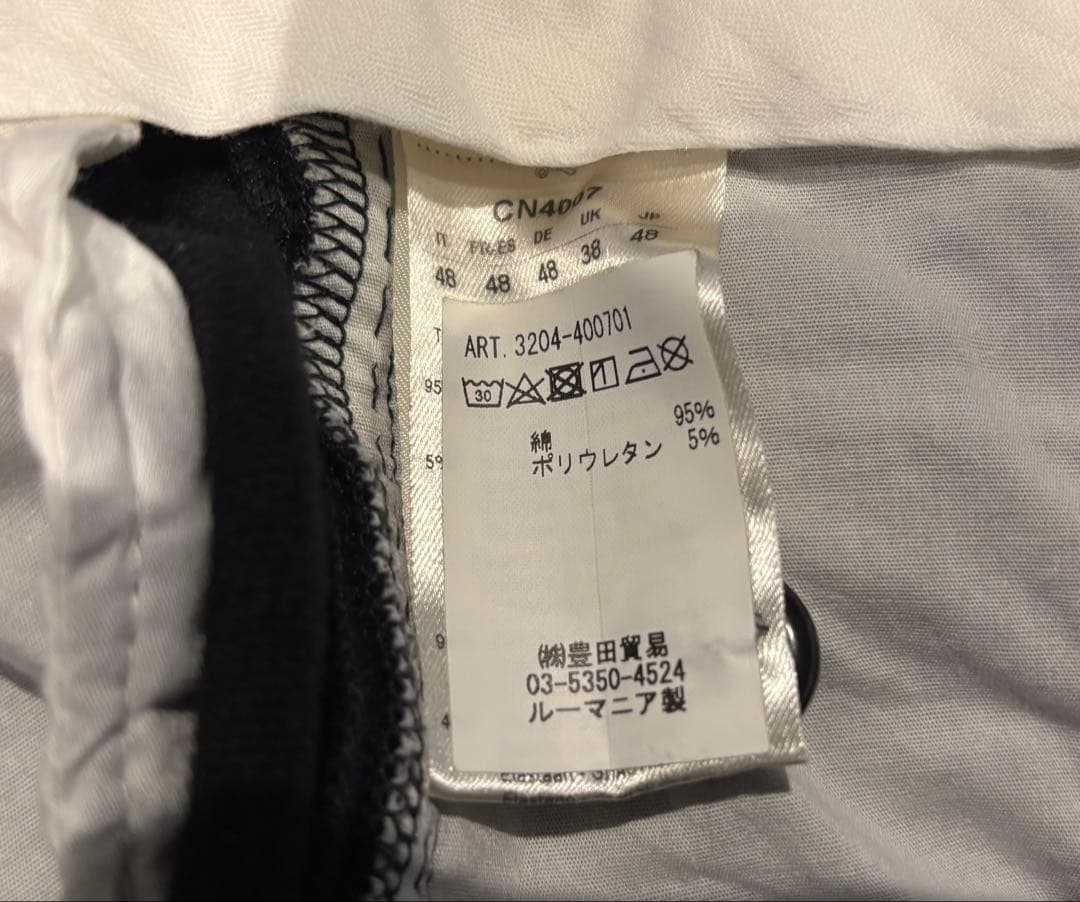 CN4007
IT FR-ES DE UK JP
48 48 48 38 48
ART. 3204-400701
30
95
5%
綿 95%
ポリウレタン 5%
㈱豊田貿易
03-5350-4524
ルーマニア製